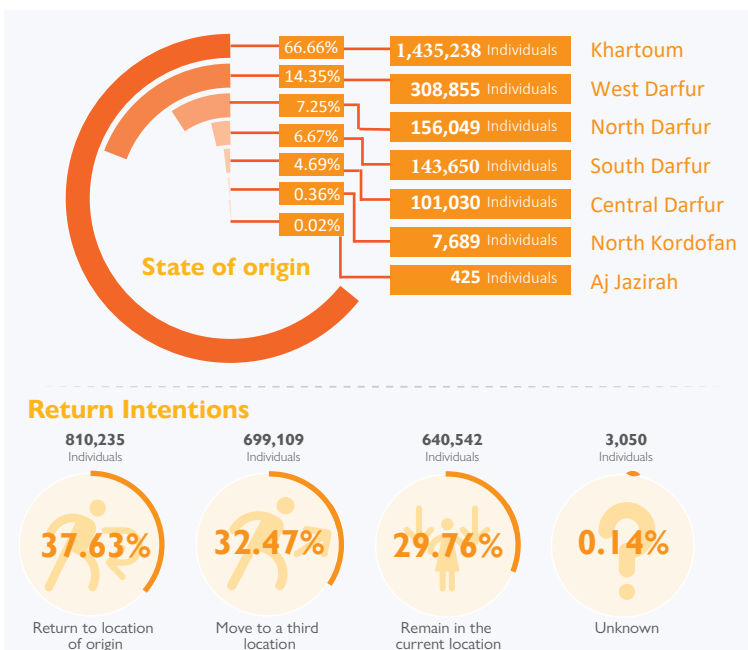 66.66% 1,435,238 Individuals Khartoum
14.35% 308,855 Individuals West Darfur
7.25% 156,049 Individuals North Darfur
6.67% 143,650 Individuals South Darfur
4.69% 101,030 Individuals Central Darfur
0.36% 7,689 Individuals North Kordofan
0.02% 425 Individuals Aj Jazirah
State of origin
Return Intentions
810,235
Individuals
37.63%
Return to location
of origin
699,109
Individuals
32.47%
Move to a third
location
640,542
Individuals
29.76%
Remain in the
current location
3,050
Individuals
0.14%
Unknown